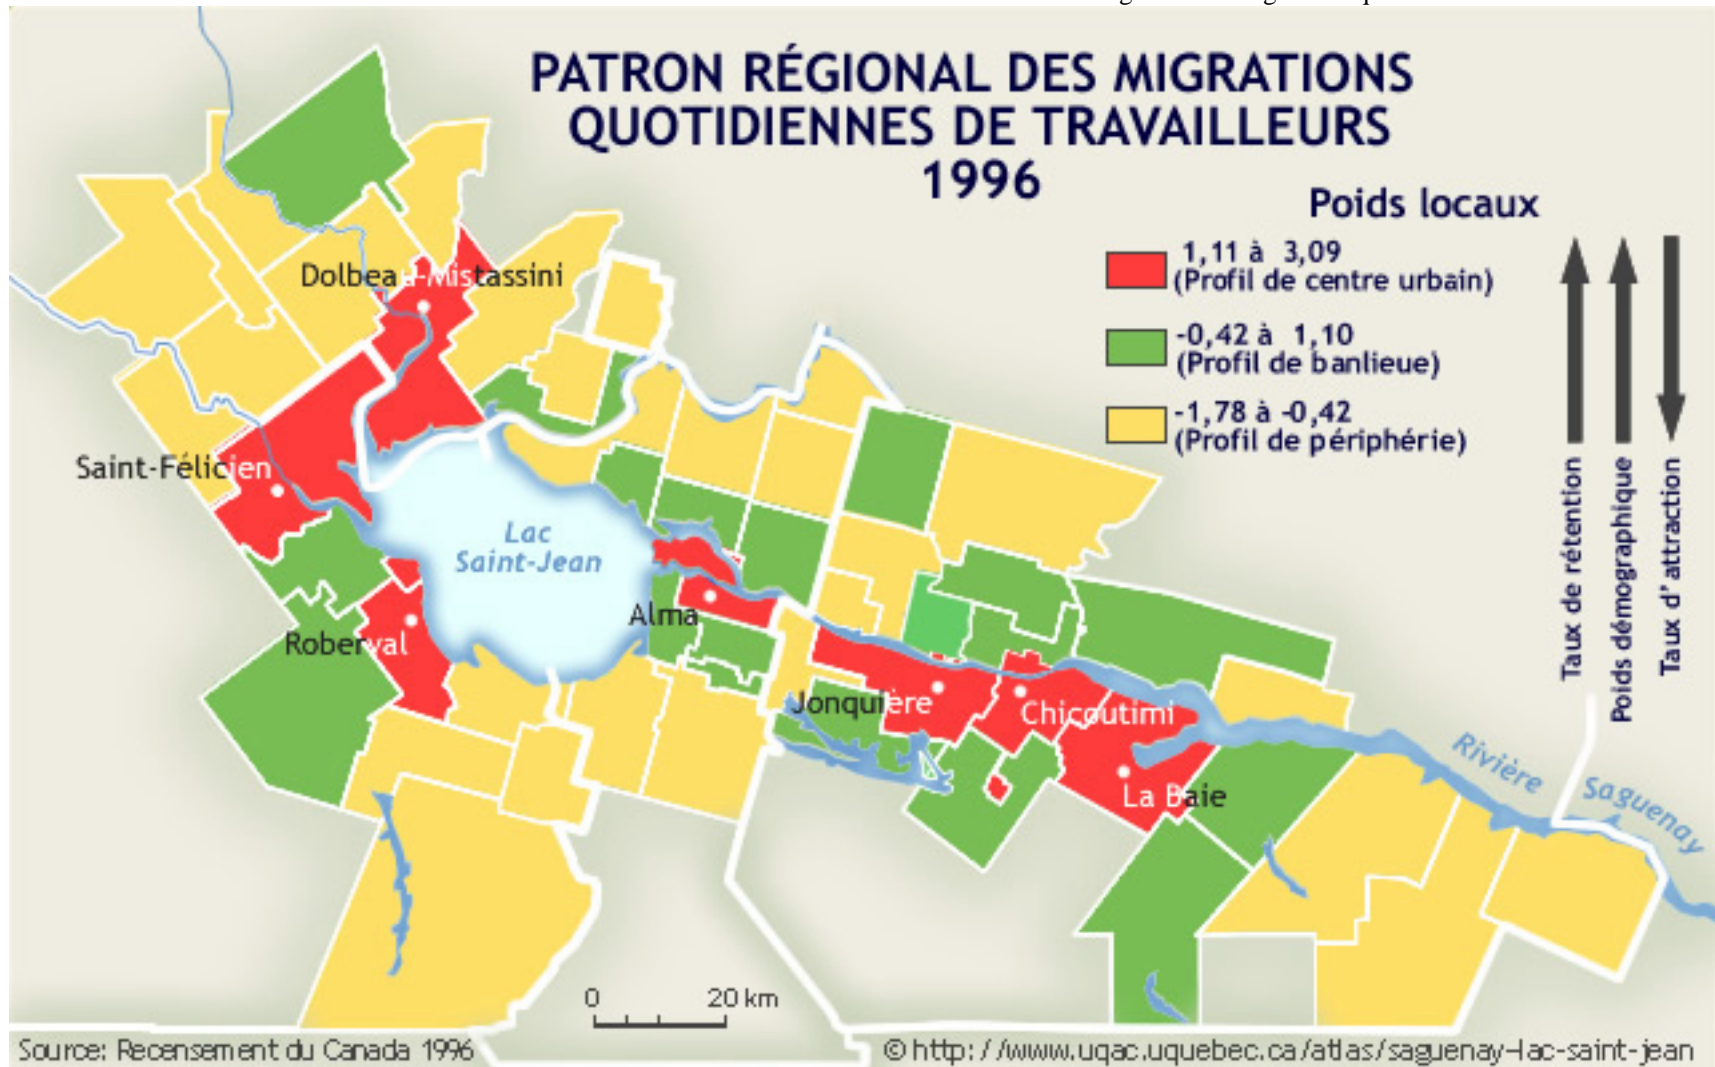 PATRON RÉGIONAL DES MIGRATIONS
QUOTIDIENNES DE TRAVAILLEURS
1996
Poids locaux
1,11 à 3,09
(Profil de centre urbain)
-0,42 à 1,10
(Profil de banlieue)
-1,78 à -0,42
(Profil de périphérie)
Taux de rétention
Poids démographique
Taux d' attraction
Dolbeau-Mistassini
Saint-Félicien
Lac
Saint-Jean
Alma
Roberval
Jonquière
Chicoutimi
La Baie
Rivière Saguenay
0 20 km
Source: Recensement du Canada 1996
©http://www.uqac.uquebec.ca/atlas/saguenay-lac-saint-jean